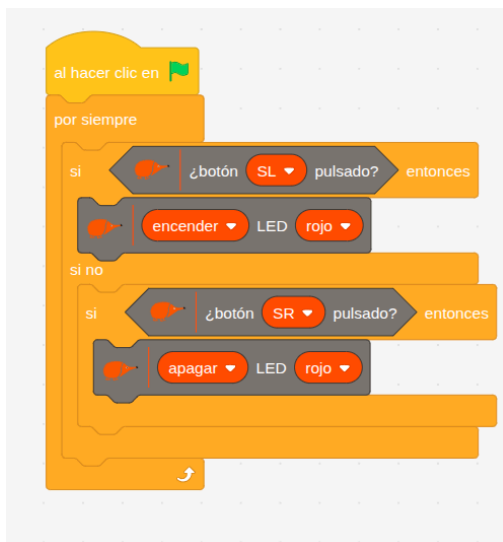 al hacer clic en
por siempre
si ¿botón SL pulsado? entonces
encender LED rojo
si no
si ¿botón SR pulsado? entonces
apagar LED rojo